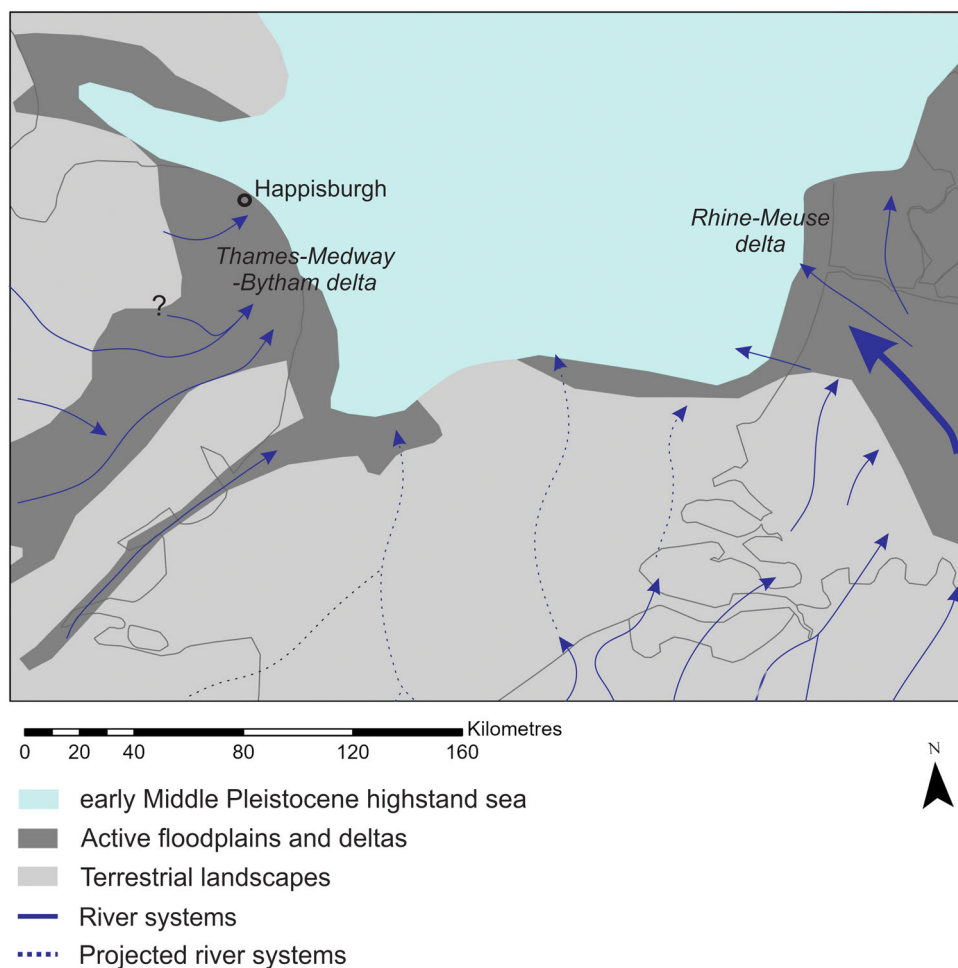 Happisburgh
Rhine-Meuse
delta
Thames-Medway
-Bytham delta
?
Kilometres
0 20 40 80 120 160
N
early Middle Pleistocene highstand sea
Active floodplains and deltas
Terrestrial landscapes
River systems
Projected river systems